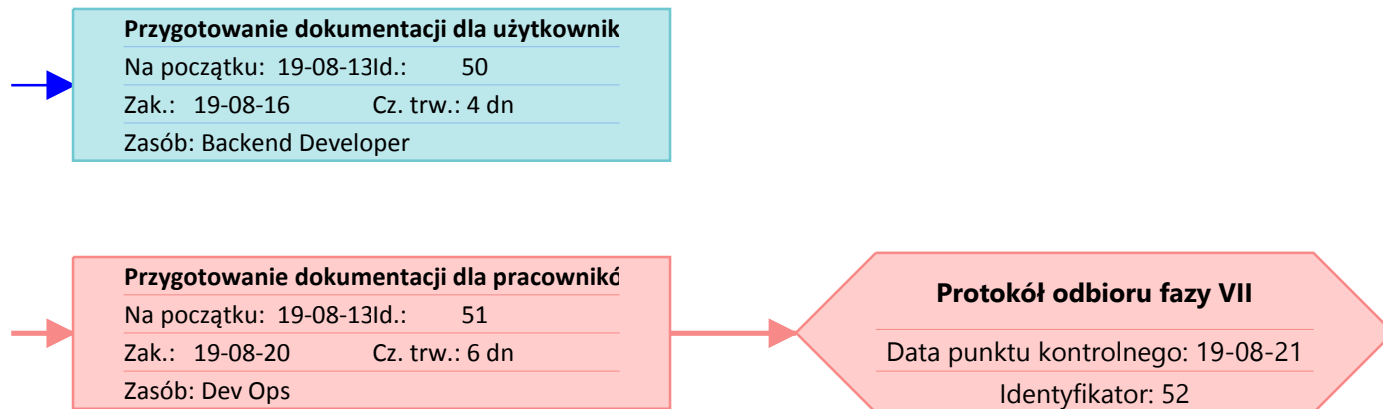 Przygotowanie dokumentacji dla użytkownik
Na początku: 19-08-13Id.: 50
Zak.: 19-08-16 Cz. trw.: 4 dn
Zasób: Backend Developer
Przygotowanie dokumentacji dla pracownikó
Na początku: 19-08-13Id.: 51
Zak.: 19-08-20 Cz. trw.: 6 dn
Zasób: Dev Ops
Protokół odbioru fazy VII
Data punktu kontrolnego: 19-08-21
Identyfikator: 52